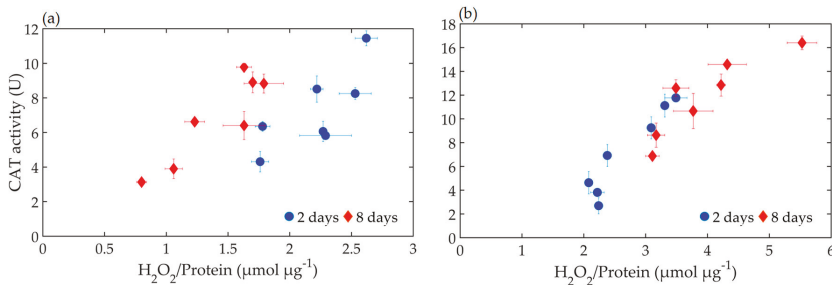 (a)
12
10
8
6
4
2
0
CAT activity (U)
2 days 8 days
0 0.5 1 1.5 2 2.5 3
H₂O₂/Protein (μmol μg⁻¹)
(b)
18
16
14
12
10
8
6
4
2
0
2 days 8 days
0 1 2 3 4 5 6
H₂O₂/Protein (μmol μg⁻¹)